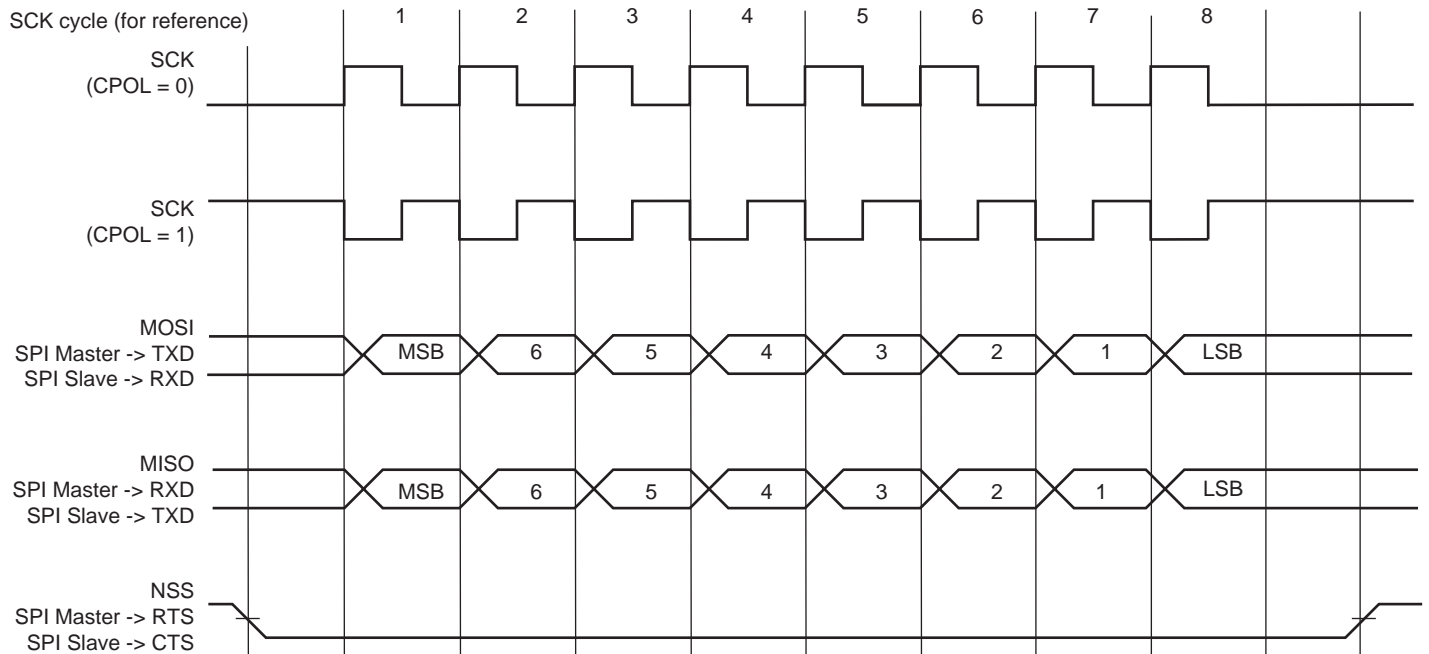 SCK cycle (for reference)
1 2 3 4 5 6 7 8
SCK
(CPOL = 0)
SCK
(CPOL = 1)
MOSI
SPI Master -> TXD
SPI Slave -> RXD
MSB 6 5 4 3 2 1 LSB
MISO
SPI Master -> RXD
SPI Slave -> TXD
MSB 6 5 4 3 2 1 LSB
NSS
SPI Master -> RTS
SPI Slave -> CTS